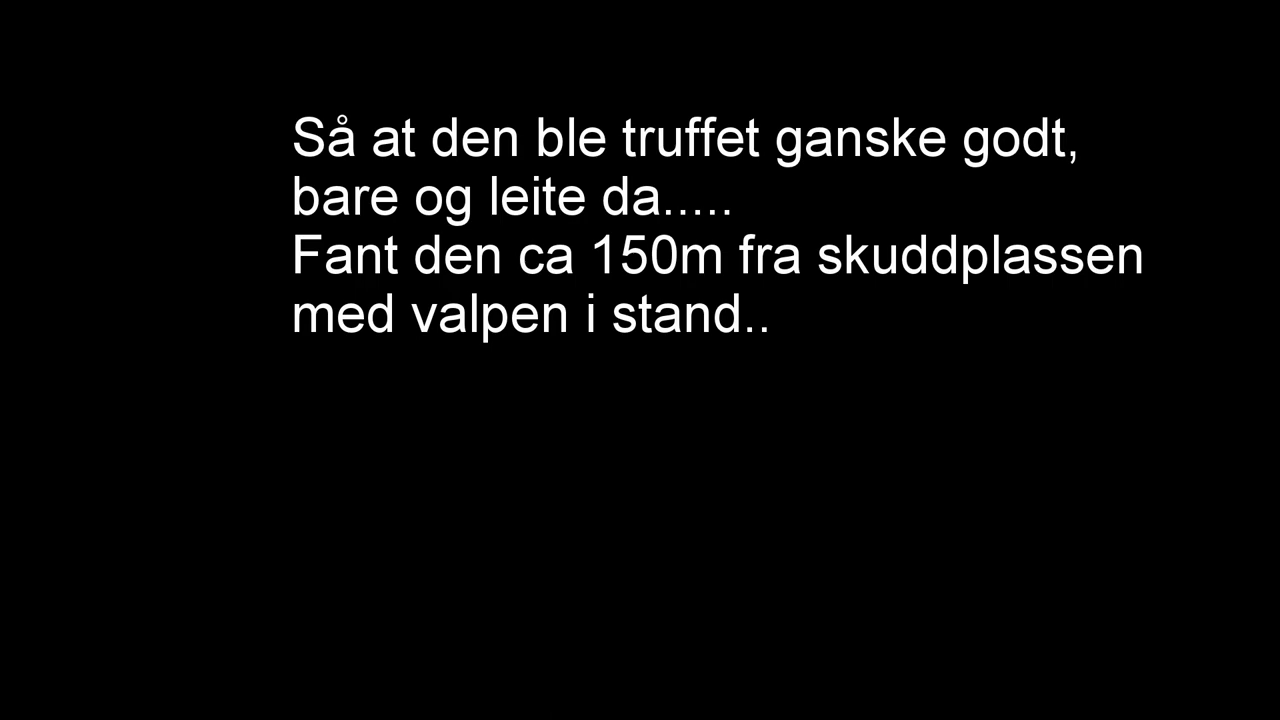 Så at den ble truffet ganske godt,
bare og leite da.....
Fant den ca 150m fra skuddplassen
med valpen i stand..